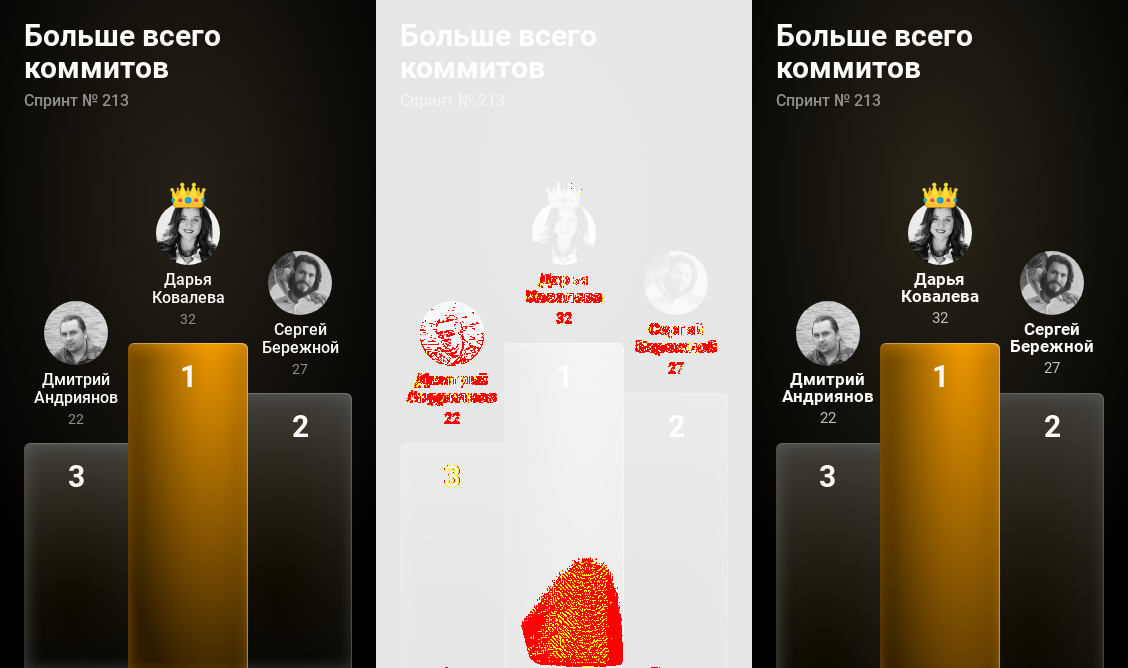 Больше всего
коммитов
Спринт № 213
Дарья
Ковалева
32
Сергей
Бережной
27
Дмитрий
Андриянов
22
1
2
3
Больше всего
коммитов
Спринт № 213
Дарья
Ковалева
32
Сергей
Бережной
27
Дмитрий
Андриянов
22
1
2
3
Больше всего
коммитов
Спринт № 213
Дарья
Ковалева
32
Сергей
Бережной
27
Дмитрий
Андриянов
22
1
2
3